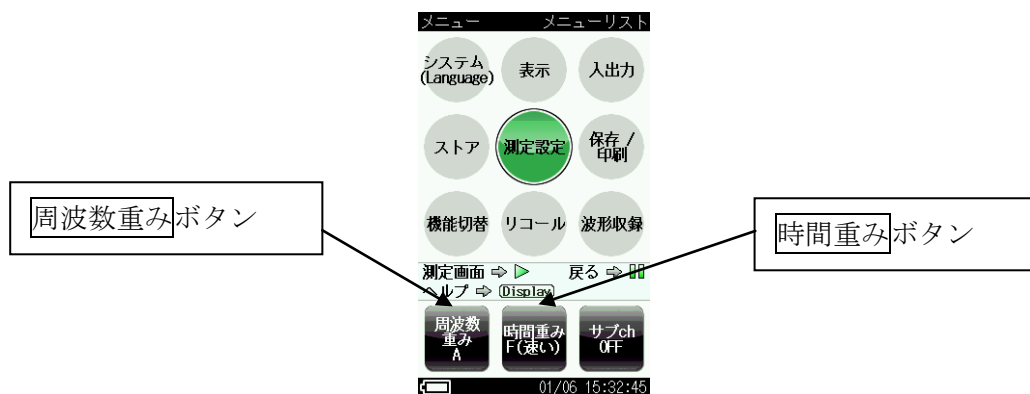 メニュー メニューリスト
システム 表示 入出力
(Language)
ストア 測定設定 保存/
印刷
機能切替 リコール 波形収録
周波数重みボタン
時間重みボタン
測定画面 ⇨ ▷ 戻る ⇨
ヘルプ ⇨ Display
周波数
重み
A
時間重み
F(速い)
サブch
OFF
01/06 15:32:45